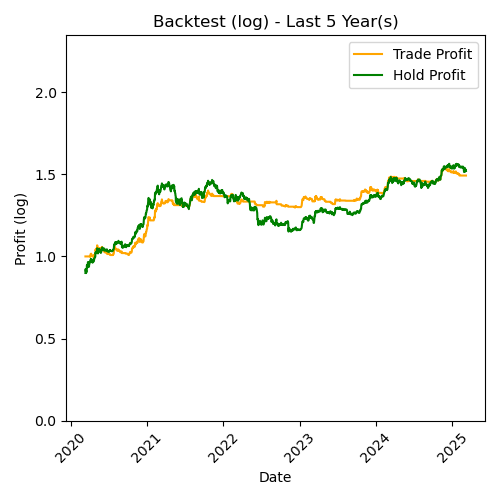 Backtest (log) - Last 5 Year(s)
Trade Profit
Hold Profit
Profit (log)
2.0
1.5
1.0
0.5
0.0
2020
2021
2022
2023
2024
2025
Date